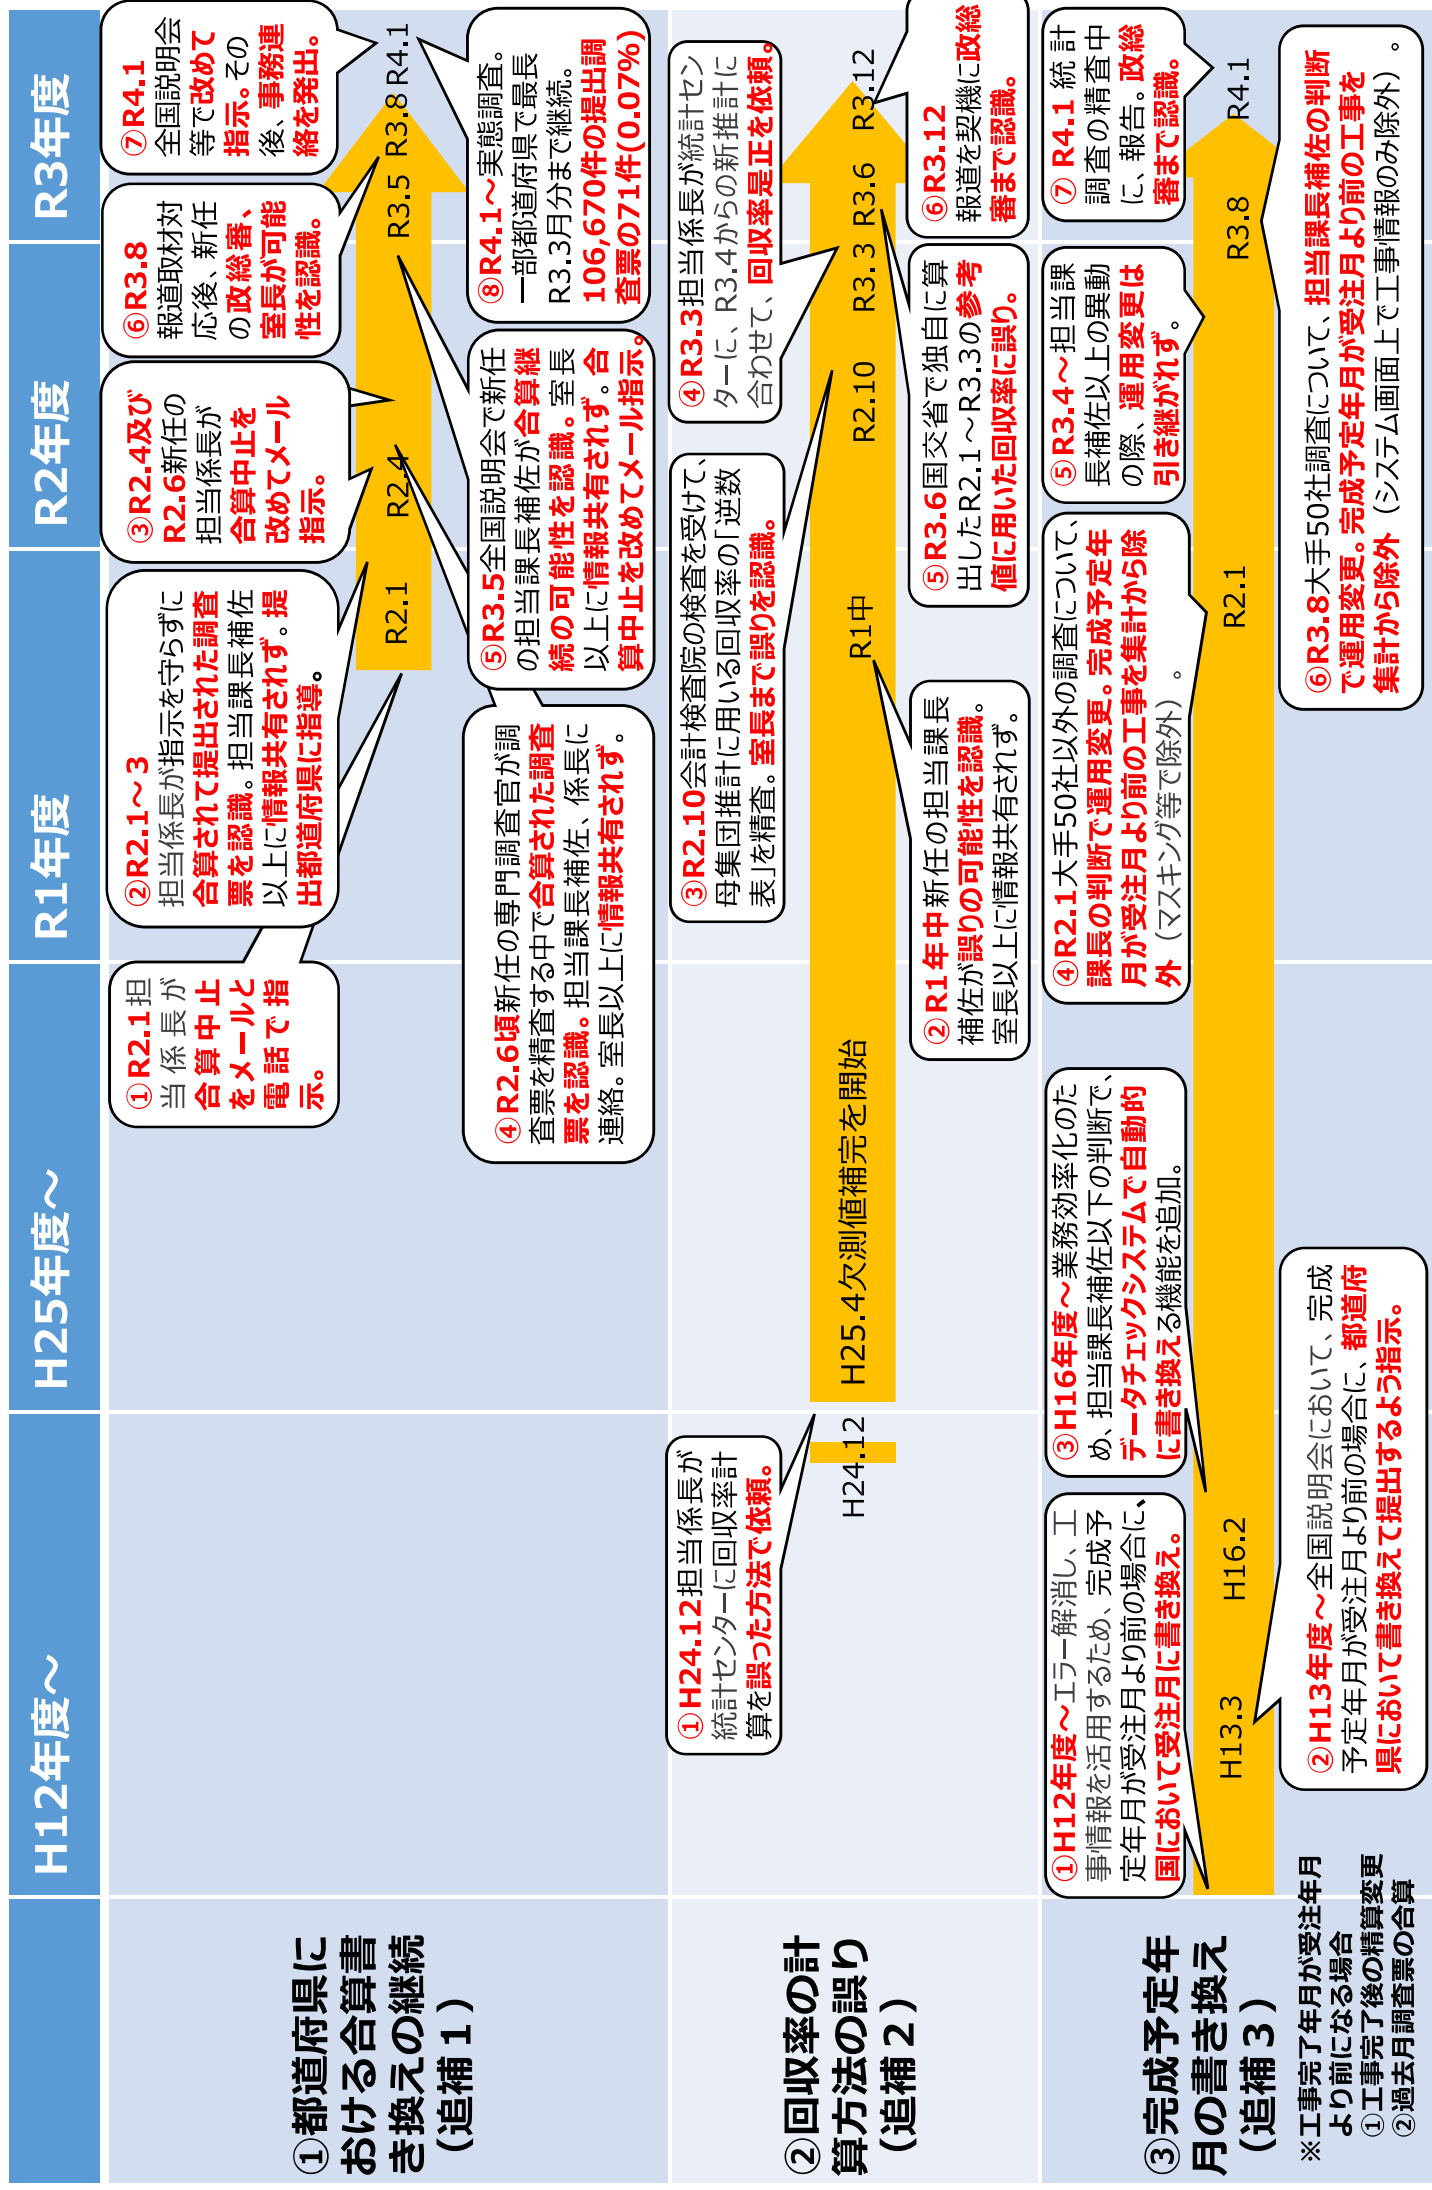 H12年度～
H25年度～
R1年度
R2年度
R3年度
①都道府県に
おける合算書
き換えの継続
（追補１）
①R2.1担
当係長が
合算中止
をメールと
電話で指
示。
②R2.1～3
担当係長が指示を守らずに
合算されて提出された調査
票を認識。担当課長補佐
以上に情報共有されず。提
出都道府県に指導。
③R2.4及び
R2.6新任の
担当係長が
合算中止を
改めてメール
指示。
⑥R3.8
報道取材対
応後、新任
の政総審、
室長が可能
性を認識。
⑦R4.1
全国説明会
等で改めて
指示。その
後、事務連
絡を発出。
R2.1
R2.4
R3.5
R3.8
R4.1
④R2.6頃新任の専門調査官が調
査票を精査する中で合算された調査
票を認識。担当課長補佐、係長に
連絡。室長以上に情報共有されず。
⑤R3.5全国説明会で新任
の担当課長補佐が合算継
続の可能性を認識。室長
以上に情報共有されず。合
算中止を改めてメール指示。
⑧R4.1～実態調査。
一部都道府県で最長
R3.3月分まで継続。
106,670件の提出調
査票の71件(0.07%)
②回収率の計
算方法の誤り
（追補２）
①H24.12担当係長が
統計センターに回収率計
算を誤った方法で依頼。
③R2.10会計検査院の検査を受けて、
母集団推計に用いる回収率の「逆数
表」を精査。室長まで誤りを認識。
④R3.3担当係長が統計セン
ターに、R3.4からの新推計に
合わせて、回収率是正を依頼。
H24.12
H25.4欠測値補完を開始
R1中
R2.10
R3. 3
R3.6
R3.12
②R1年中新任の担当課長
補佐が誤りの可能性を認識。
室長以上に情報共有されず。
⑤R3.6国交省で独自に算
出したR2.1～R3.3の参考
値に用いた回収率に誤り。
⑥R3.12
報道を契機に政総
審まで認識。
③完成予定年
月の書き換え
（追補３）
※工事完了年月が受注年月
より前になる場合
①工事完了後の精算変更
②過去月調査票の合算
①H12年度～エラー解消し、工
事情報を活用するため、完成予
定年月が受注月より前の場合に、
国において受注月に書き換え。
③H16年度～業務効率化のた
め、担当課長補佐以下の判断で、
データチェックシステムで自動的
に書き換える機能を追加。
④R2.1大手50社以外の調査について、
課長の判断で運用変更。完成予定年
月が受注月より前の工事を集計から除
外（マスキング等で除外）。
⑤R3.4～担当課
長補佐以上の異動
の際、運用変更は
引き継がれず。
⑦ R4.1 統計
調査の精査中
に、報告。政総
審まで認識。
H13.3
H16.2
R2.1
R3.8
R4.1
②H13年度～全国説明会において、完成
予定年月が受注月より前の場合に、都道府
県において書き換えて提出するよう指示。
⑥R3.8大手50社調査について、担当課長補佐の判断
で運用変更。完成予定年月が受注月より前の工事を
集計から除外（システム画面上で工事情報のみ除外）。